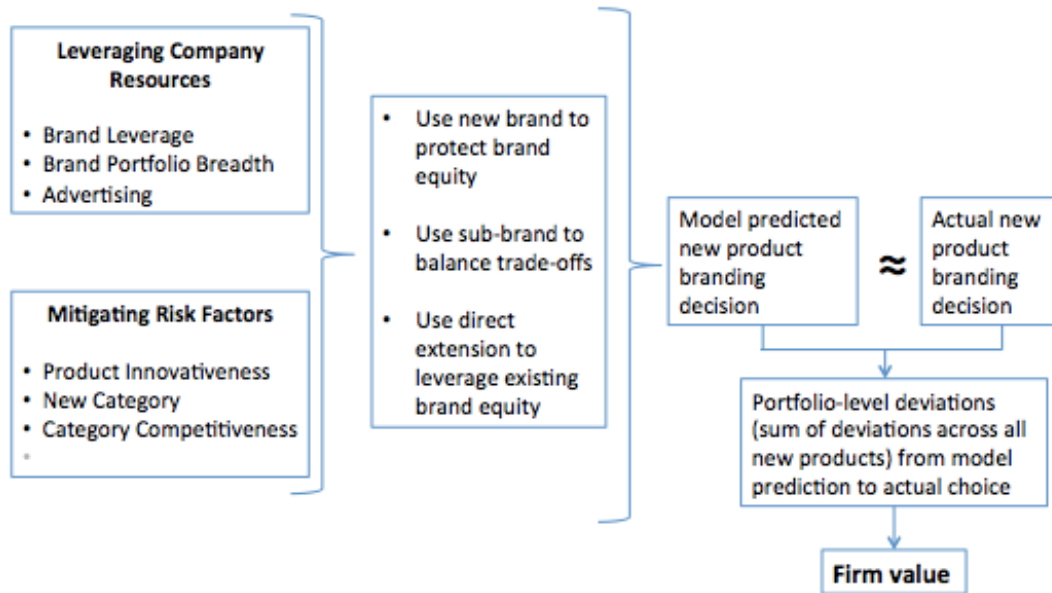 Leveraging Company
Resources
• Brand Leverage
• Brand Portfolio Breadth
• Advertising
Mitigating Risk Factors
• Product Innovativeness
• New Category
• Category Competitiveness
•
• Use new brand to
protect brand
equity
• Use sub-brand to
balance trade-offs
• Use direct
extension to
leverage existing
brand equity
Model predicted
new product
branding
decision
≈
Actual new
product
branding
decision
Portfolio-level deviations
(sum of deviations across all
new products) from model
prediction to actual choice
Firm value